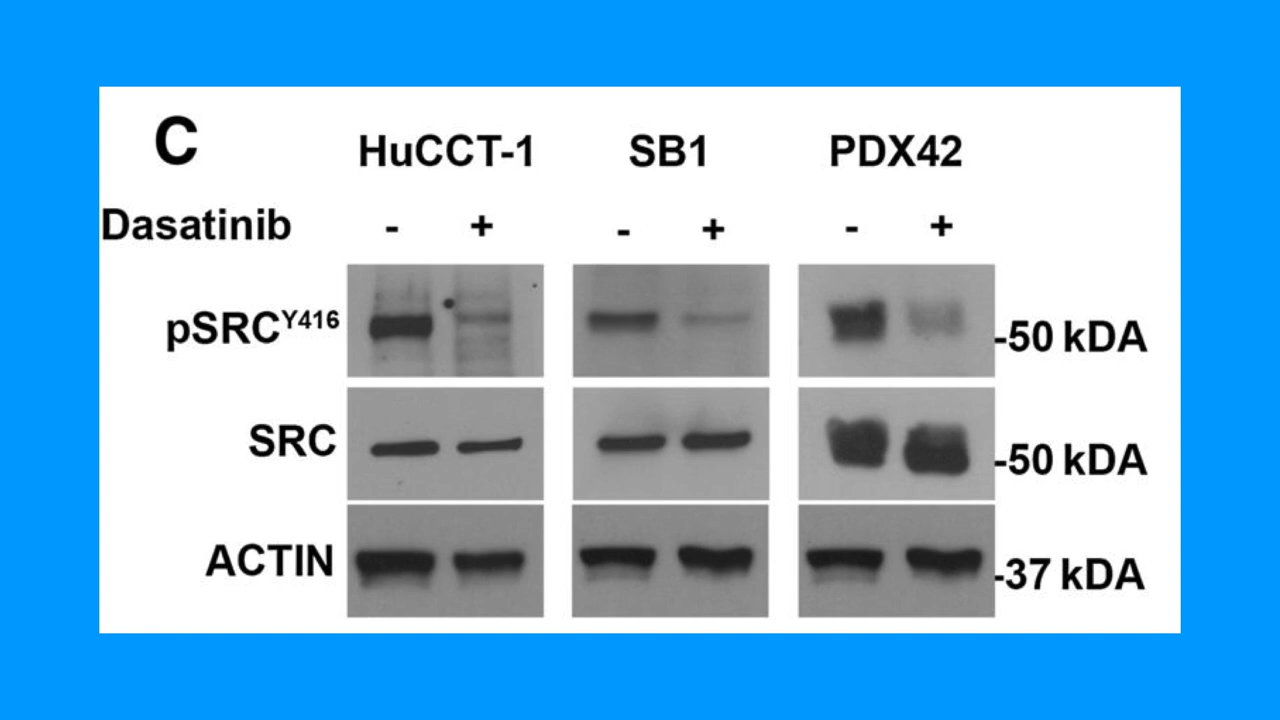 C
HuCCT-1 SB1 PDX42
Dasatinib - + - + - +
pSRCY416 -50 kDA
SRC -50 kDA
ACTIN -37 kDA